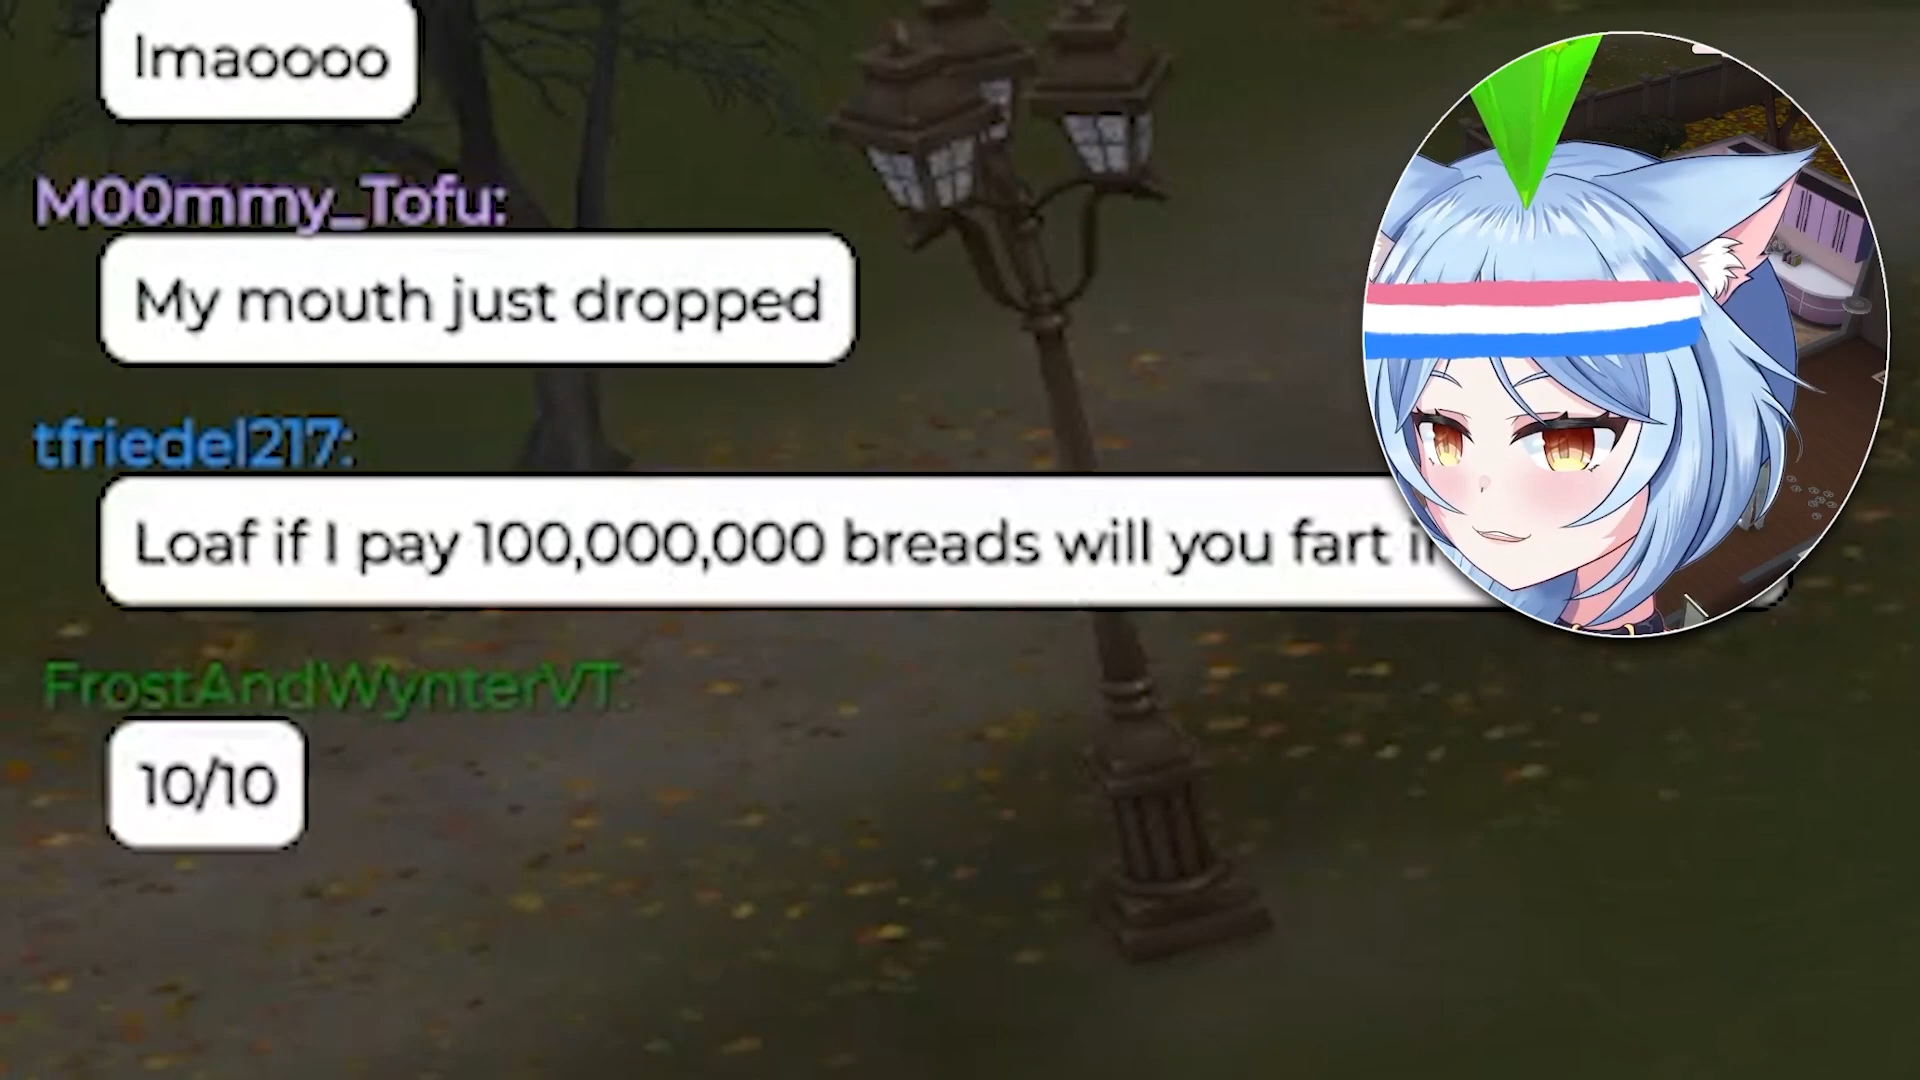 lmaoooo
M00mmy_Tofu:
My mouth just dropped
tfriedel217:
Loaf if I pay 100,000,000 breads will you fart
FrostAndWynterVT:
10/10